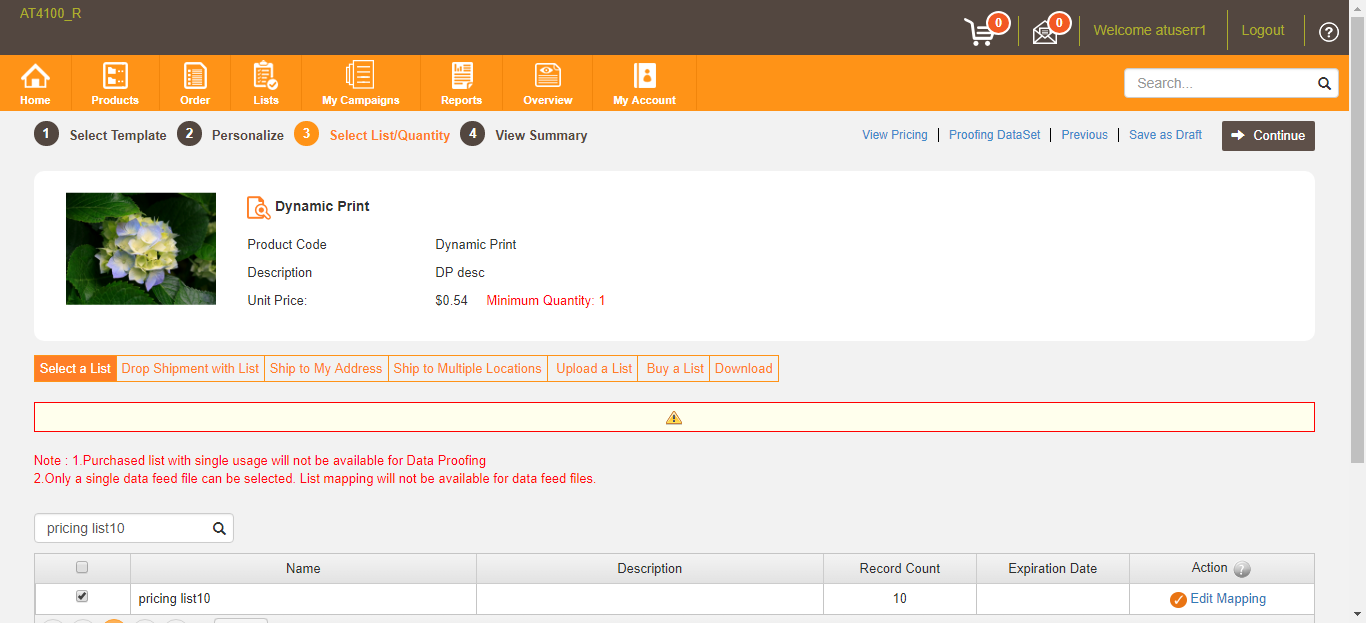 AT4100_R
0
0
Welcome atuserr1
Logout
?
Home
Products
Order
Lists
My Campaigns
Reports
Overview
My Account
Search...
1 Select Template 2 Personalize 3 Select List/Quantity 4 View Summary
View Pricing | Proofing DataSet | Previous | Save as Draft
Continue
Dynamic Print
Product Code Dynamic Print
Description DP desc
Unit Price: $0.54 Minimum Quantity: 1
Select a List Drop Shipment with List Ship to My Address Ship to Multiple Locations Upload a List Buy a List Download
Note : 1.Purchased list with single usage will not be available for Data Proofing
2.Only a single data feed file can be selected. List mapping will not be available for data feed files.
pricing list10
Name Description Record Count Expiration Date Action ?
pricing list10 10 Edit Mapping